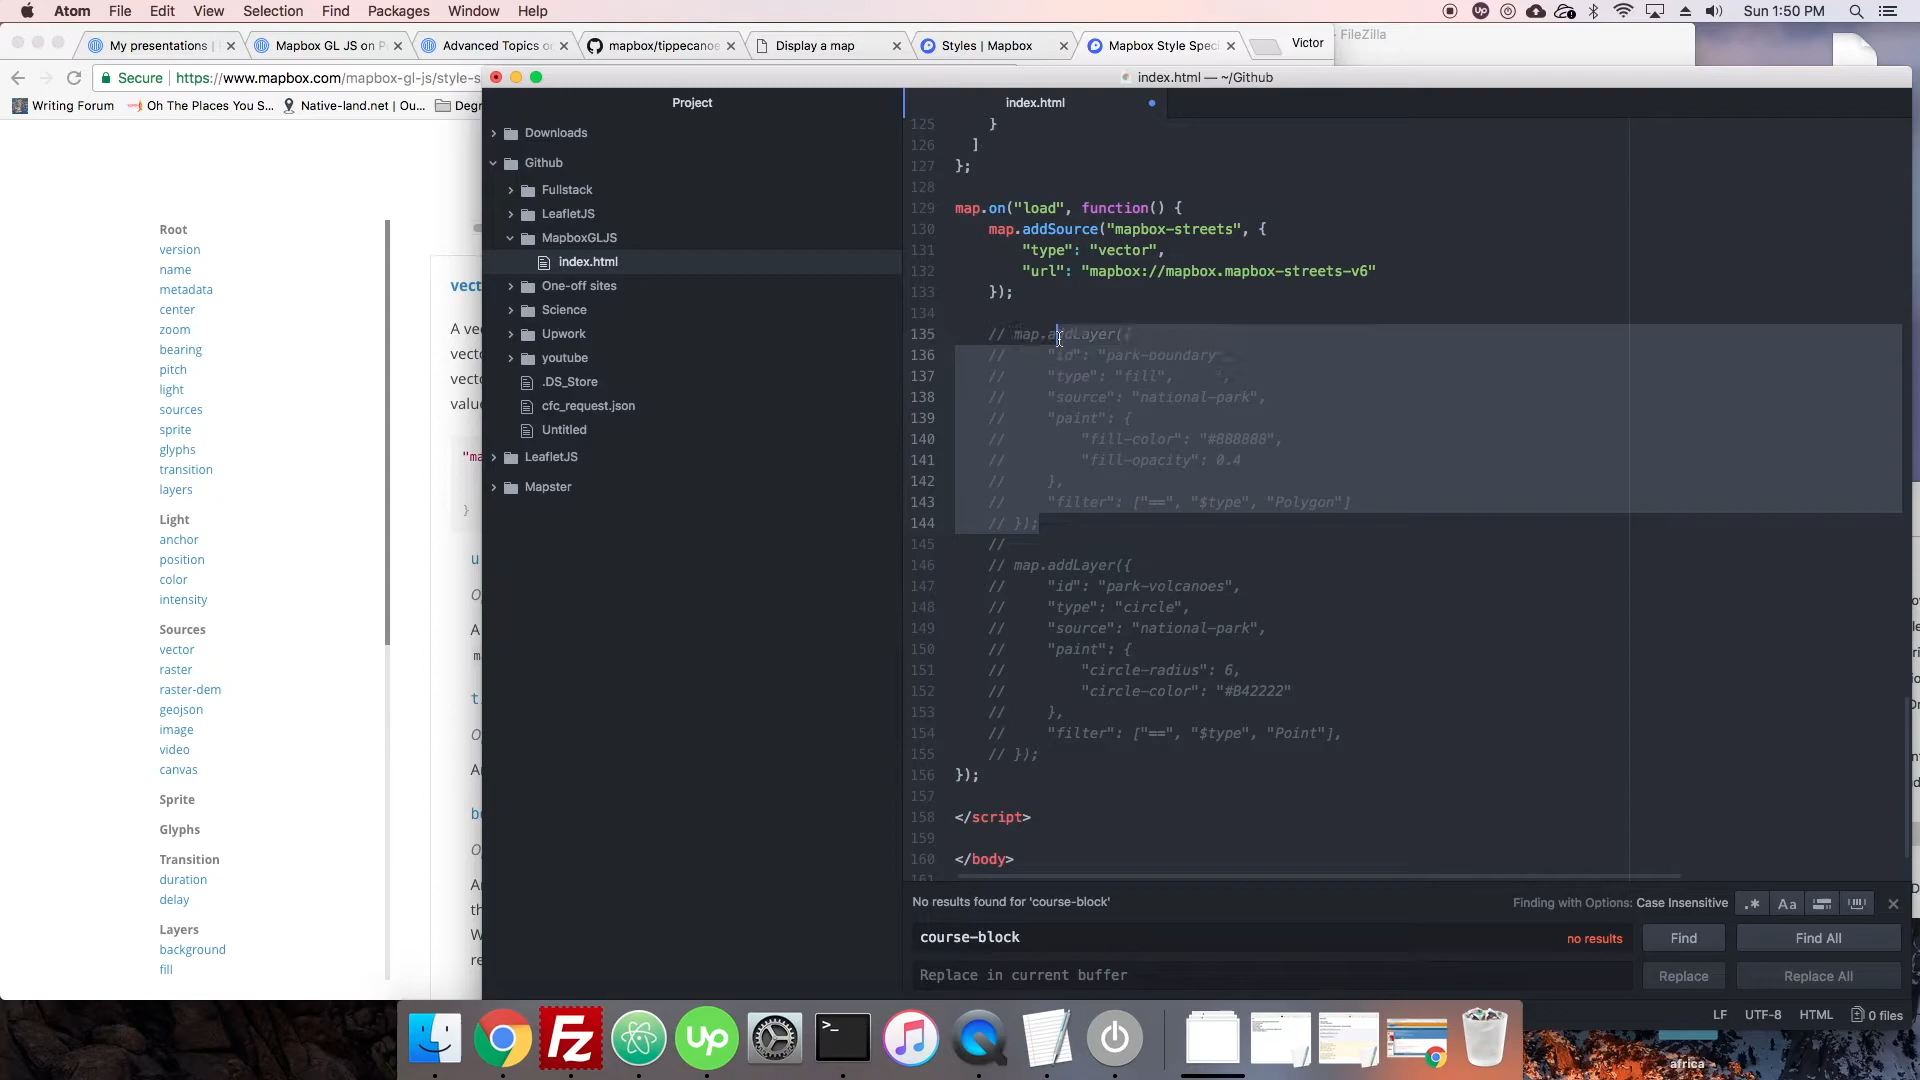 Atom File Edit View Selection Find Packages Window Help
Sun 1:50 PM
My presentations |
Mapbox GL JS on P
Advanced Topics o
mapbox/tippecanoe
Display a map
Styles | Mapbox
Mapbox Style Speci
Victor
FileZilla
Secure https://www.mapbox.com/mapbox-gl-js/style-s
index.html — ~/Github
Writing Forum
Oh The Places You S...
Native-land.net | Ou...
Degr
Project
Downloads
Github
Fullstack
LeafletJS
MapboxGLJS
index.html
One-off sites
Science
Upwork
youtube
.DS_Store
cfc_request.json
Untitled
LeafletJS
Mapster
Root
version
name
metadata
center
zoom
bearing
pitch
light
sources
sprite
glyphs
transition
layers
Light
anchor
position
color
intensity
Sources
vector
raster
raster-dem
geojson
image
video
canvas
Sprite
Glyphs
Transition
duration
delay
Layers
background
fill
vect
A vec
vecto
vecto
value
"ma
}
index.html
125 }
126 ]
127 };
128
129 map.on("load", function() {
130 map.addSource("mapbox-streets", {
131 "type": "vector",
132 "url": "mapbox://mapbox.mapbox-streets-v6"
133 });
134
135 // map.addLayer({
136 // "id": "park-boundary
137 // "type": "fill",
138 // "source": "national-park",
139 // "paint": {
140 // "fill-color": "#888888",
141 // "fill-opacity": 0.4
142 // },
143 // "filter": ["==", "$type", "Polygon"]
144 // });
145 //
146 // map.addLayer({
147 // "id": "park-volcanoes",
148 // "type": "circle",
149 // "source": "national-park",
150 // "paint": {
151 // "circle-radius": 6,
152 // "circle-color": "#B42222"
153 // },
154 // "filter": ["==", "$type", "Point"],
155 // });
156 });
157
158 </script>
159
160 </body>
161
No results found for 'course-block'
Finding with Options: Case Insensitive
.* Aa
course-block
no results
Find
Find All
Replace in current buffer
Replace
Replace All
LF UTF-8 HTML 0 files
africa